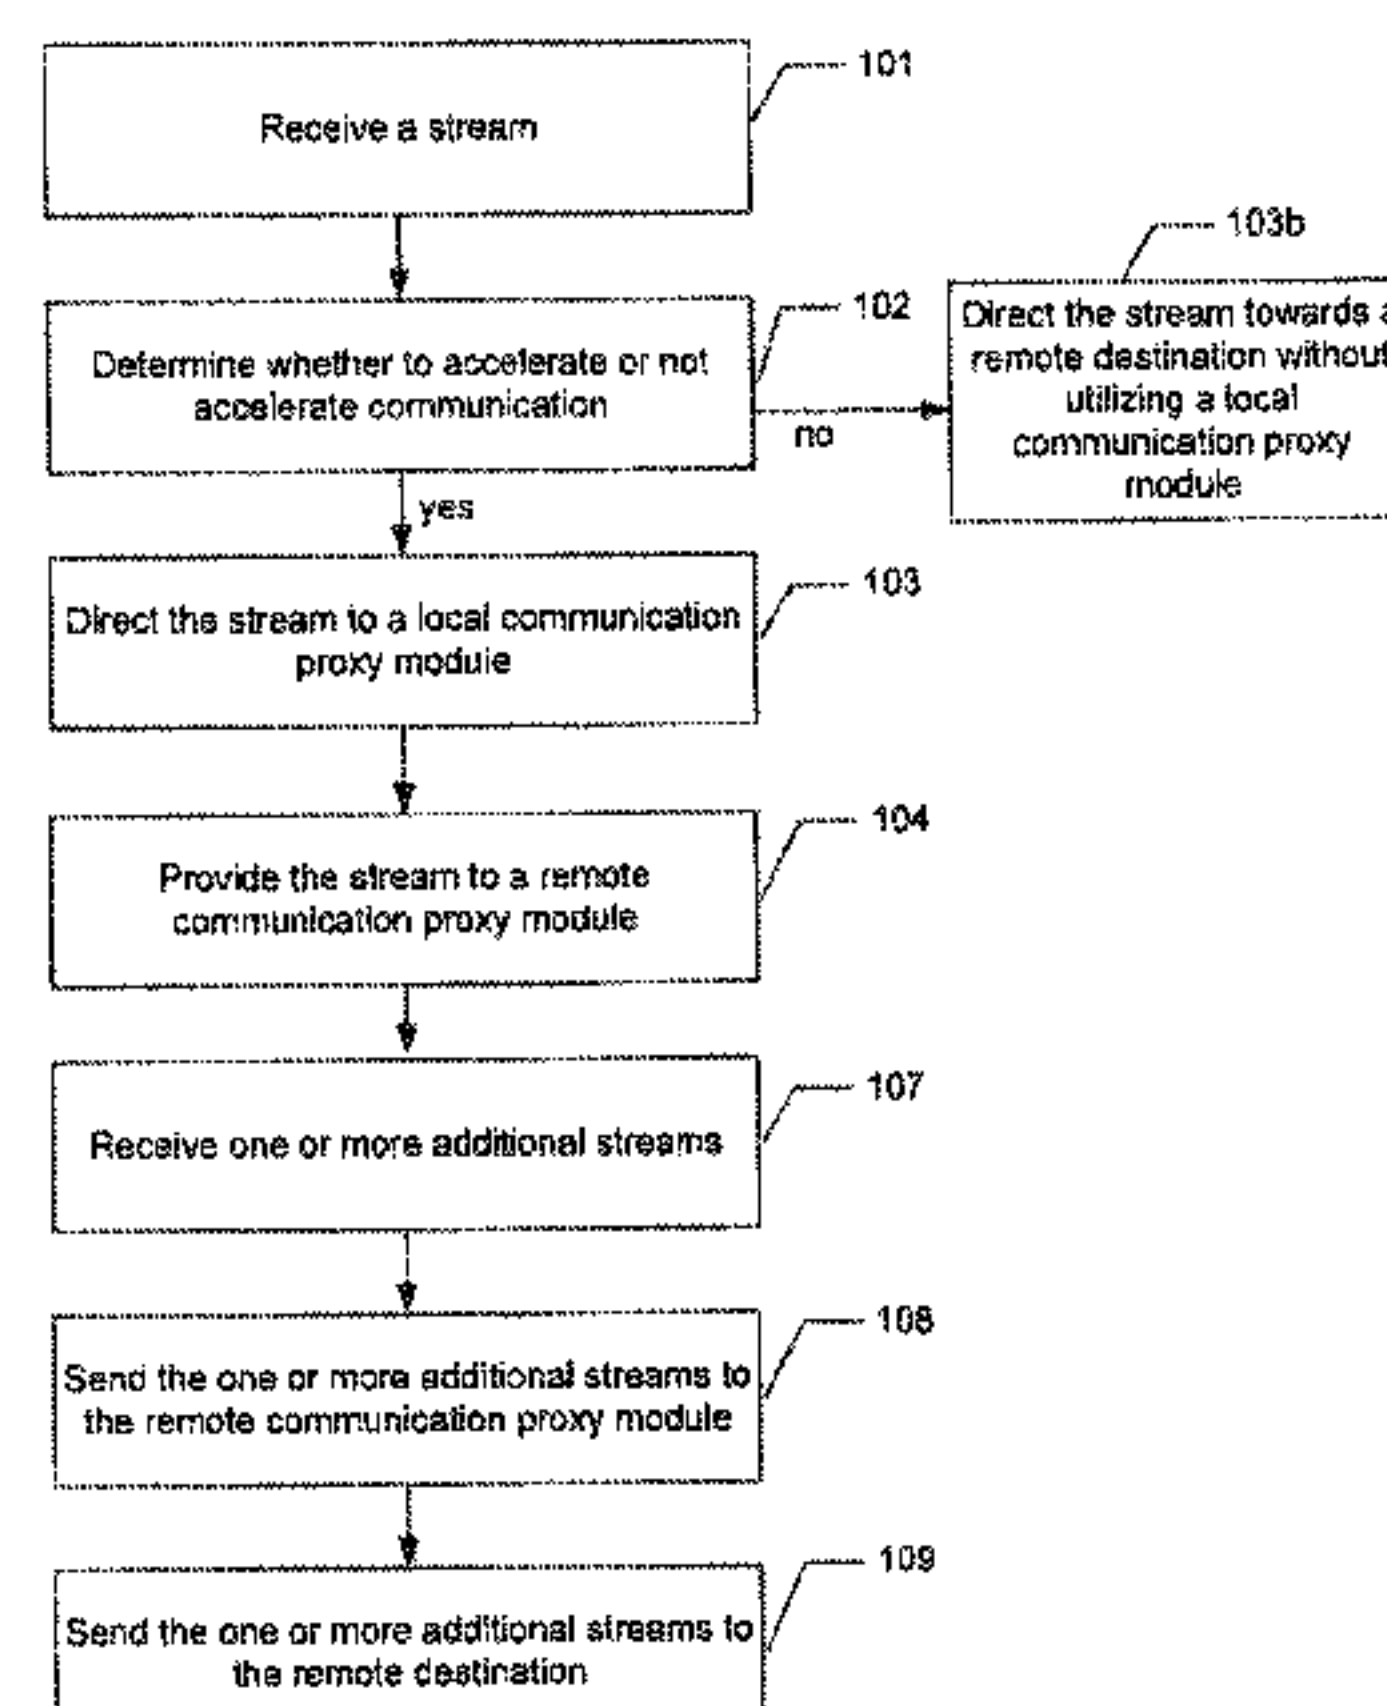 101
Receive a stream
103b
102
Direct the stream towards a
remote destination without
utilizing a local
communication proxy
module
Determine whether to accelerate or not
accelerate communication
no
yes
103
Direct the stream to a local communication
proxy module
104
Provide the stream to a remote
communication proxy module
107
Receive one or more additional streams
108
Send the one or more additional streams to
the remote communication proxy module
109
Send the one or more additional streams to
the remote destination